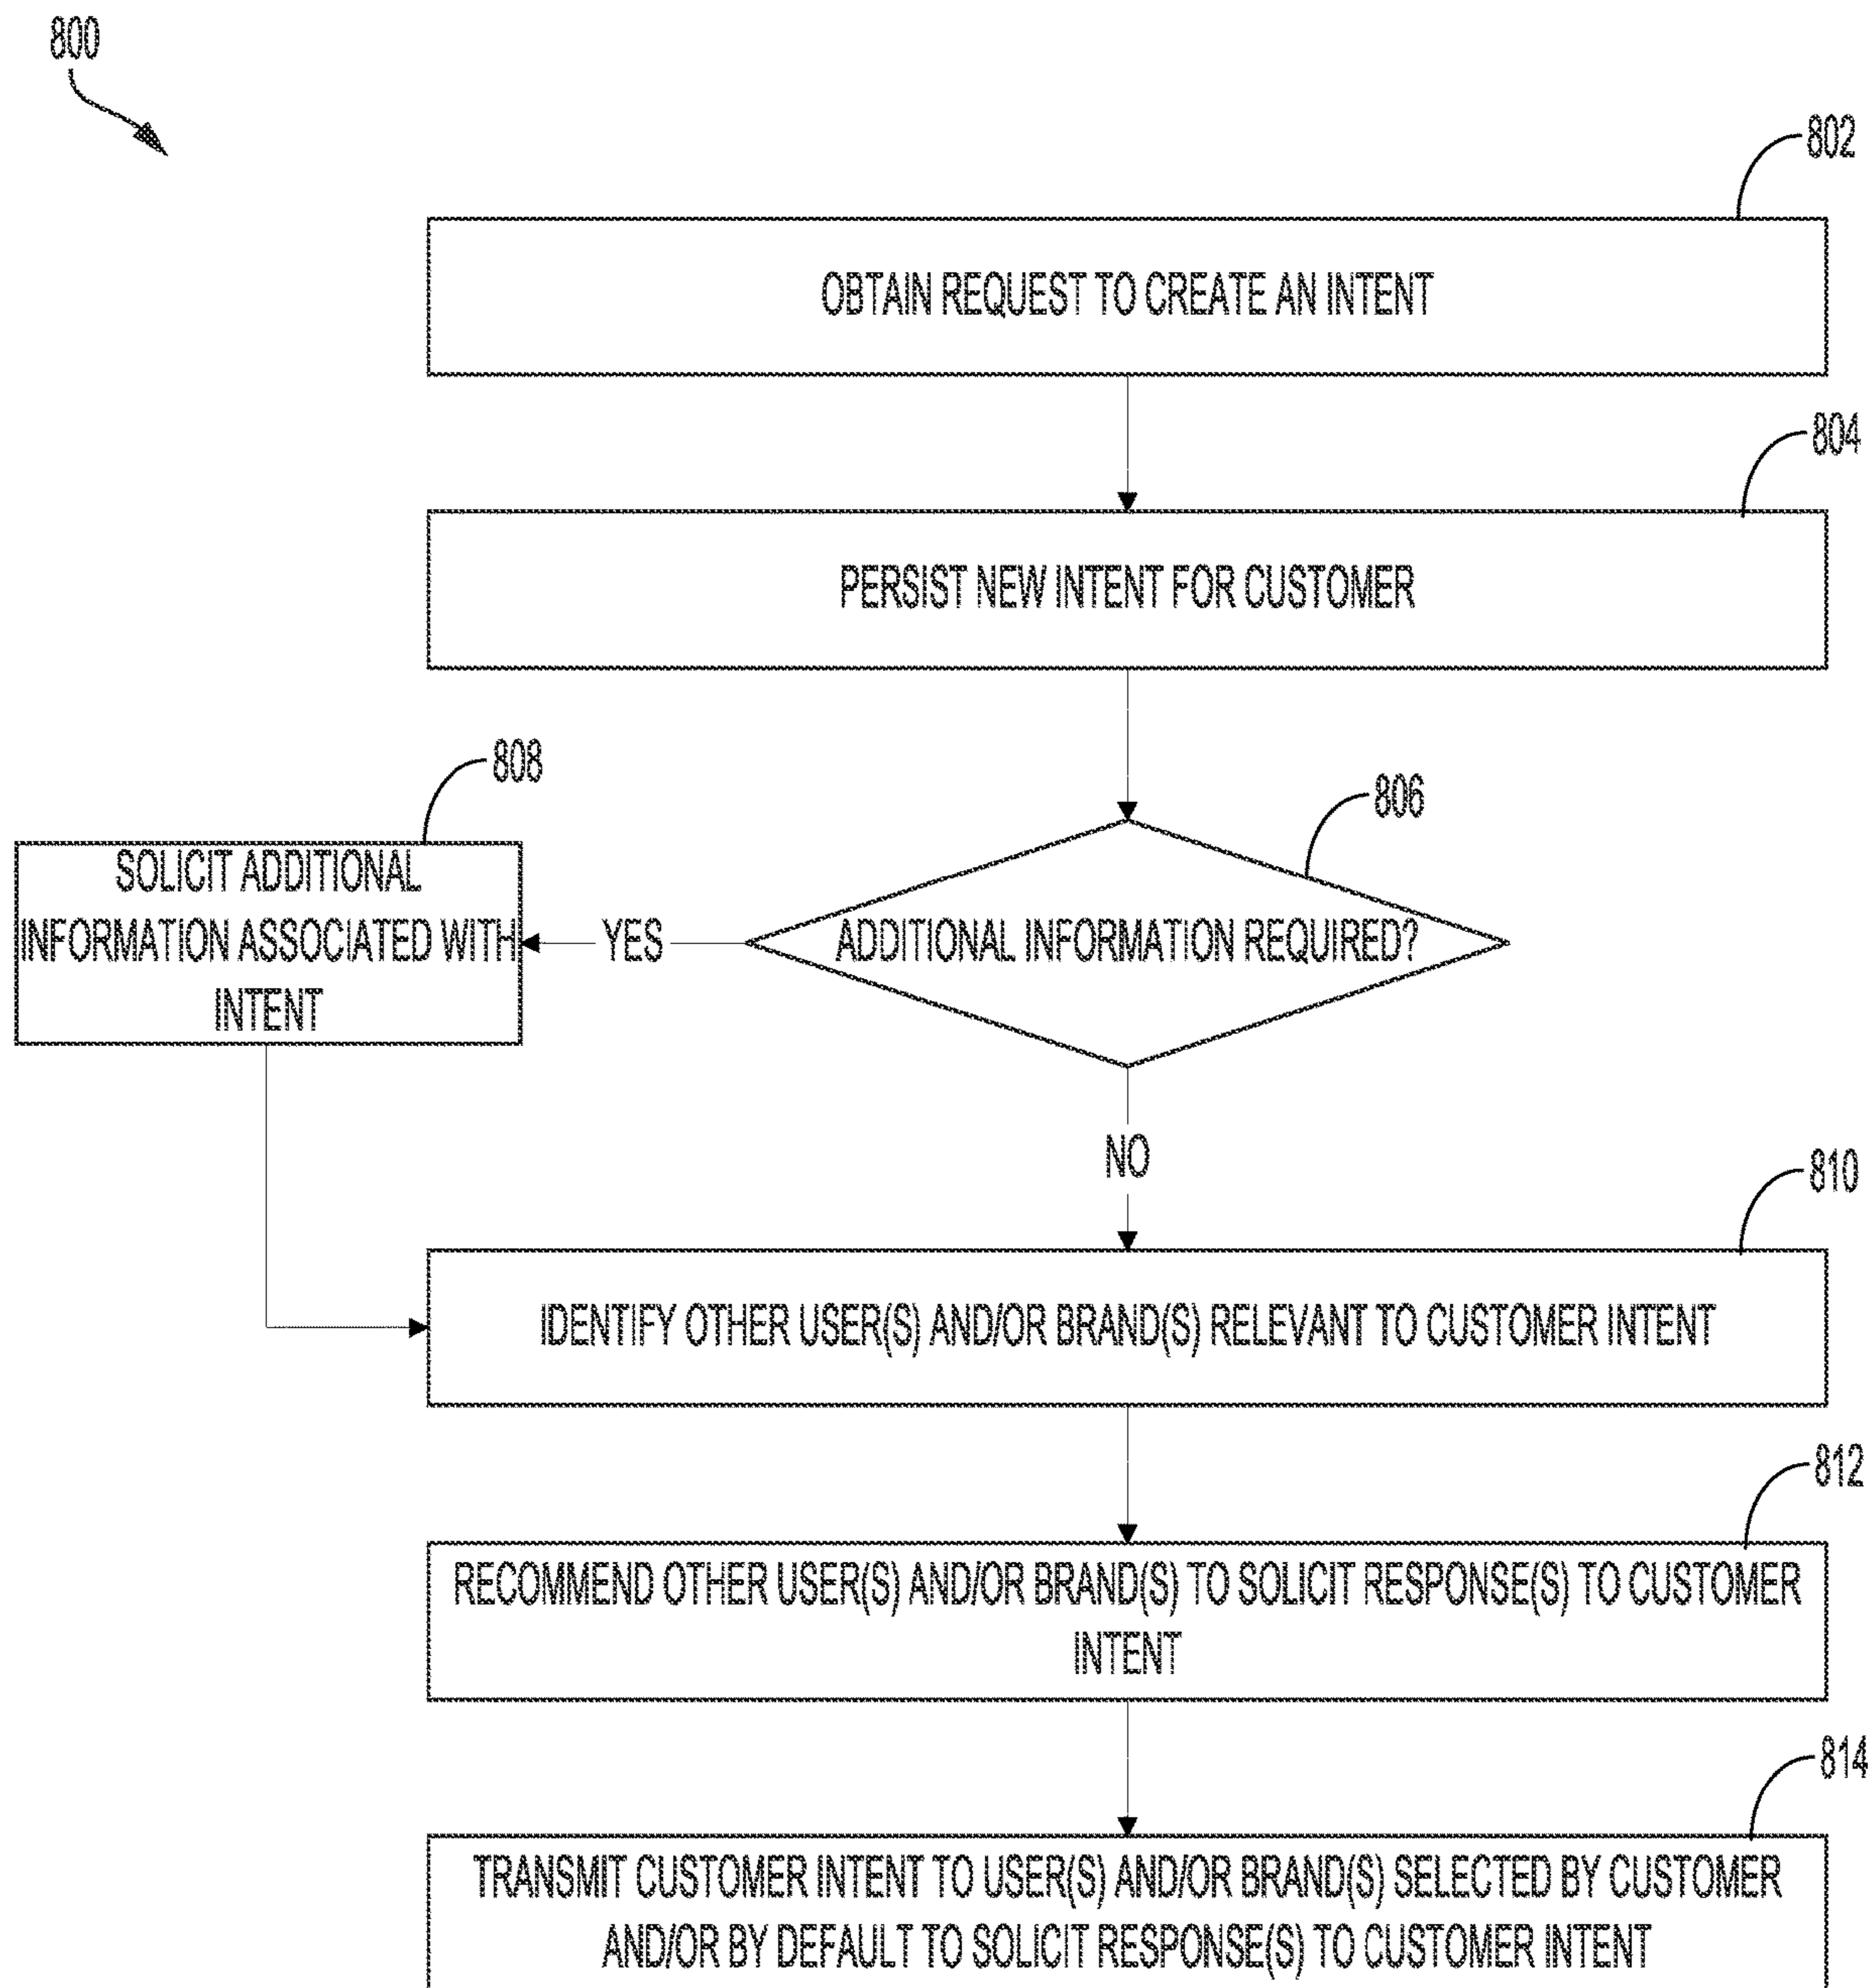 800
802
OBTAIN REQUEST TO CREATE AN INTENT
804
PERSIST NEW INTENT FOR CUSTOMER
808
806
SOLICIT ADDITIONAL
INFORMATION ASSOCIATED WITH
INTENT
YES
ADDITIONAL INFORMATION REQUIRED?
NO
810
IDENTIFY OTHER USER(S) AND/OR BRAND(S) RELEVANT TO CUSTOMER INTENT
812
RECOMMEND OTHER USER(S) AND/OR BRAND(S) TO SOLICIT RESPONSE(S) TO CUSTOMER
INTENT
814
TRANSMIT CUSTOMER INTENT TO USER(S) AND/OR BRAND(S) SELECTED BY CUSTOMER
AND/OR BY DEFAULT TO SOLICIT RESPONSE(S) TO CUSTOMER INTENT